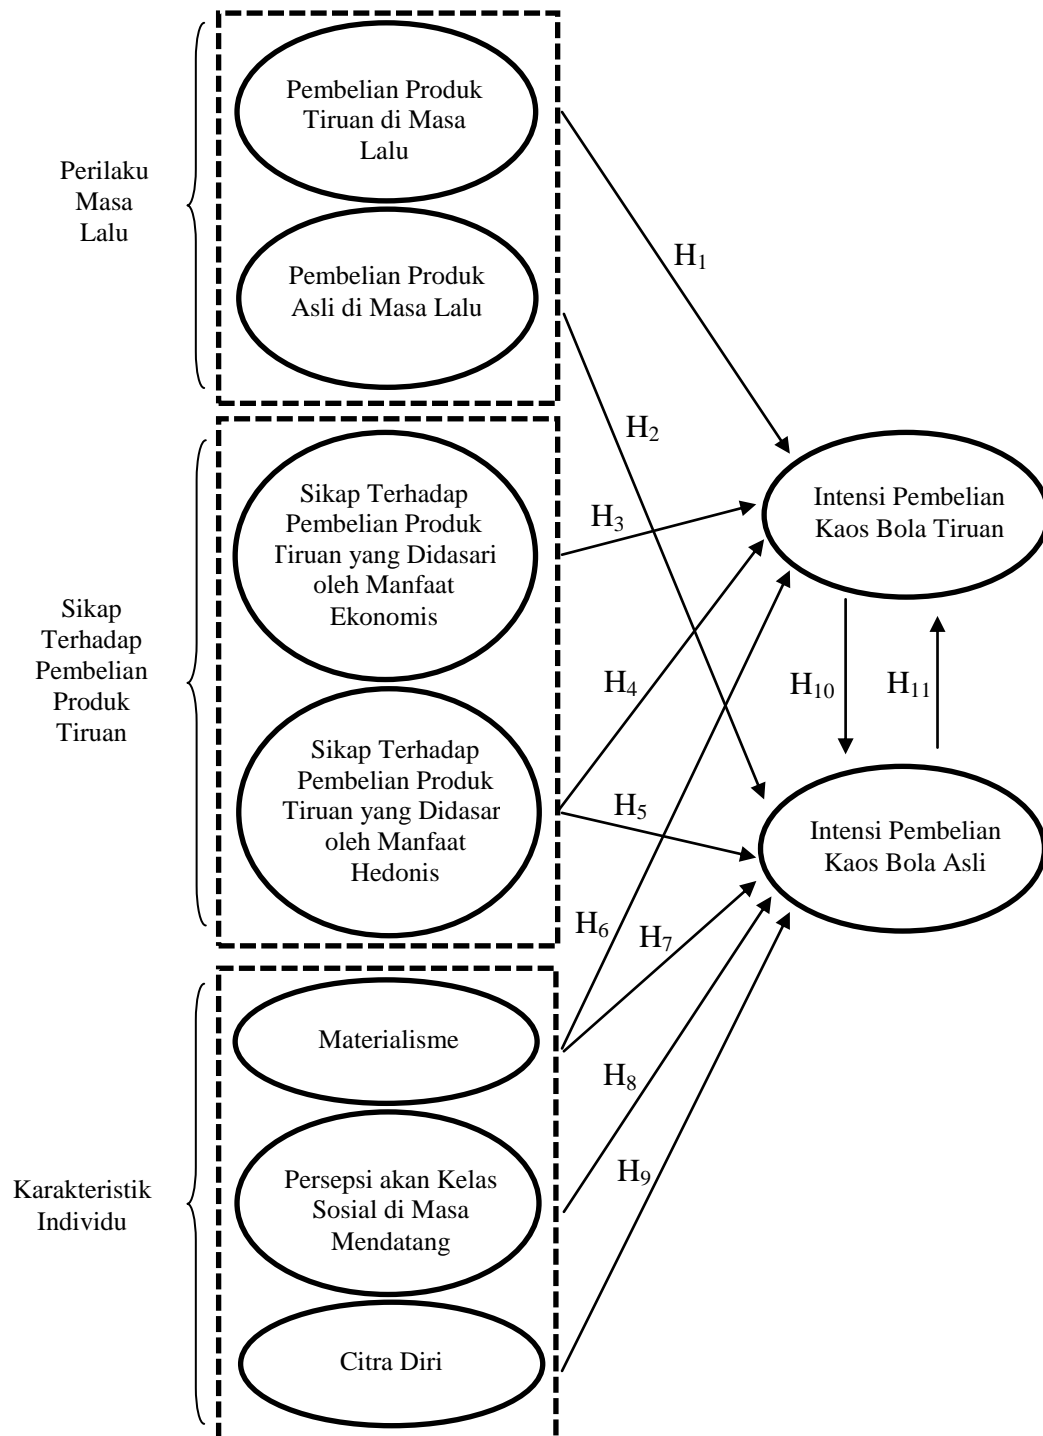 Perilaku
Masa
Lalu
Pembelian Produk
Tiruan di Masa
Lalu
Pembelian Produk
Asli di Masa Lalu
Sikap
Terhadap
Pembelian
Produk
Tiruan
Sikap Terhadap
Pembelian Produk
Tiruan yang Didasari
oleh Manfaat
Ekonomis
Sikap Terhadap
Pembelian Produk
Tiruan yang Didasar
oleh Manfaat
Hedonis
Karakteristik
Individu
Materialisme
Persepsi akan Kelas
Sosial di Masa
Mendatang
Citra Diri
H1
H2
H3
H4
H5
H6
H7
H8
H9
Intensi Pembelian
Kaos Bola Tiruan
H10
H11
Intensi Pembelian
Kaos Bola Asli